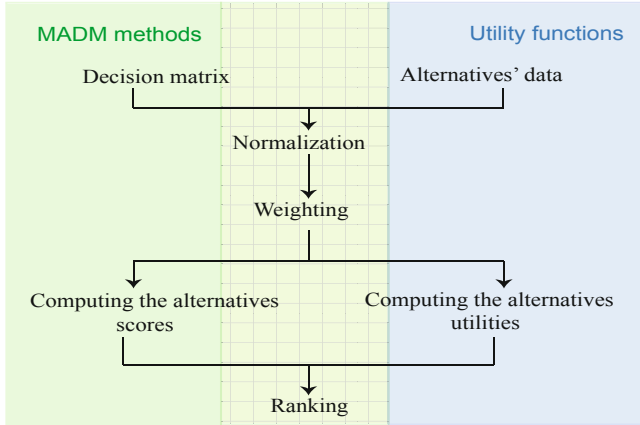 MADM methods
Utility functions
Decision matrix
Alternatives' data
Normalization
Weighting
Computing the alternatives
scores
Computing the alternatives
utilities
Ranking